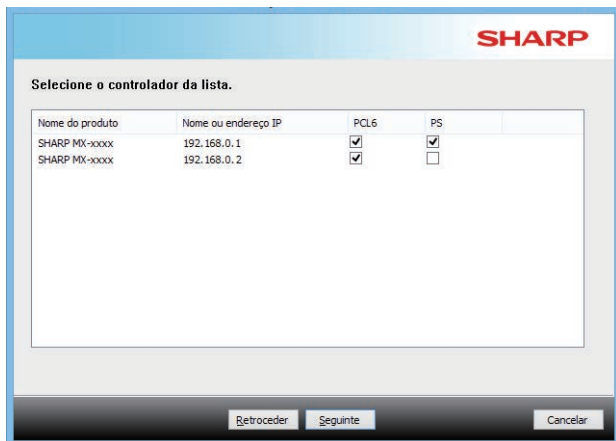 SHARP
Selecione o controlador da lista.
Nome do produto Nome ou endereço IP PCL6 PS
SHARP MX-xxxx 192.168.0.1
SHARP MX-xxxx 192.168.0.2
Retroceder Seguinte Cancelar